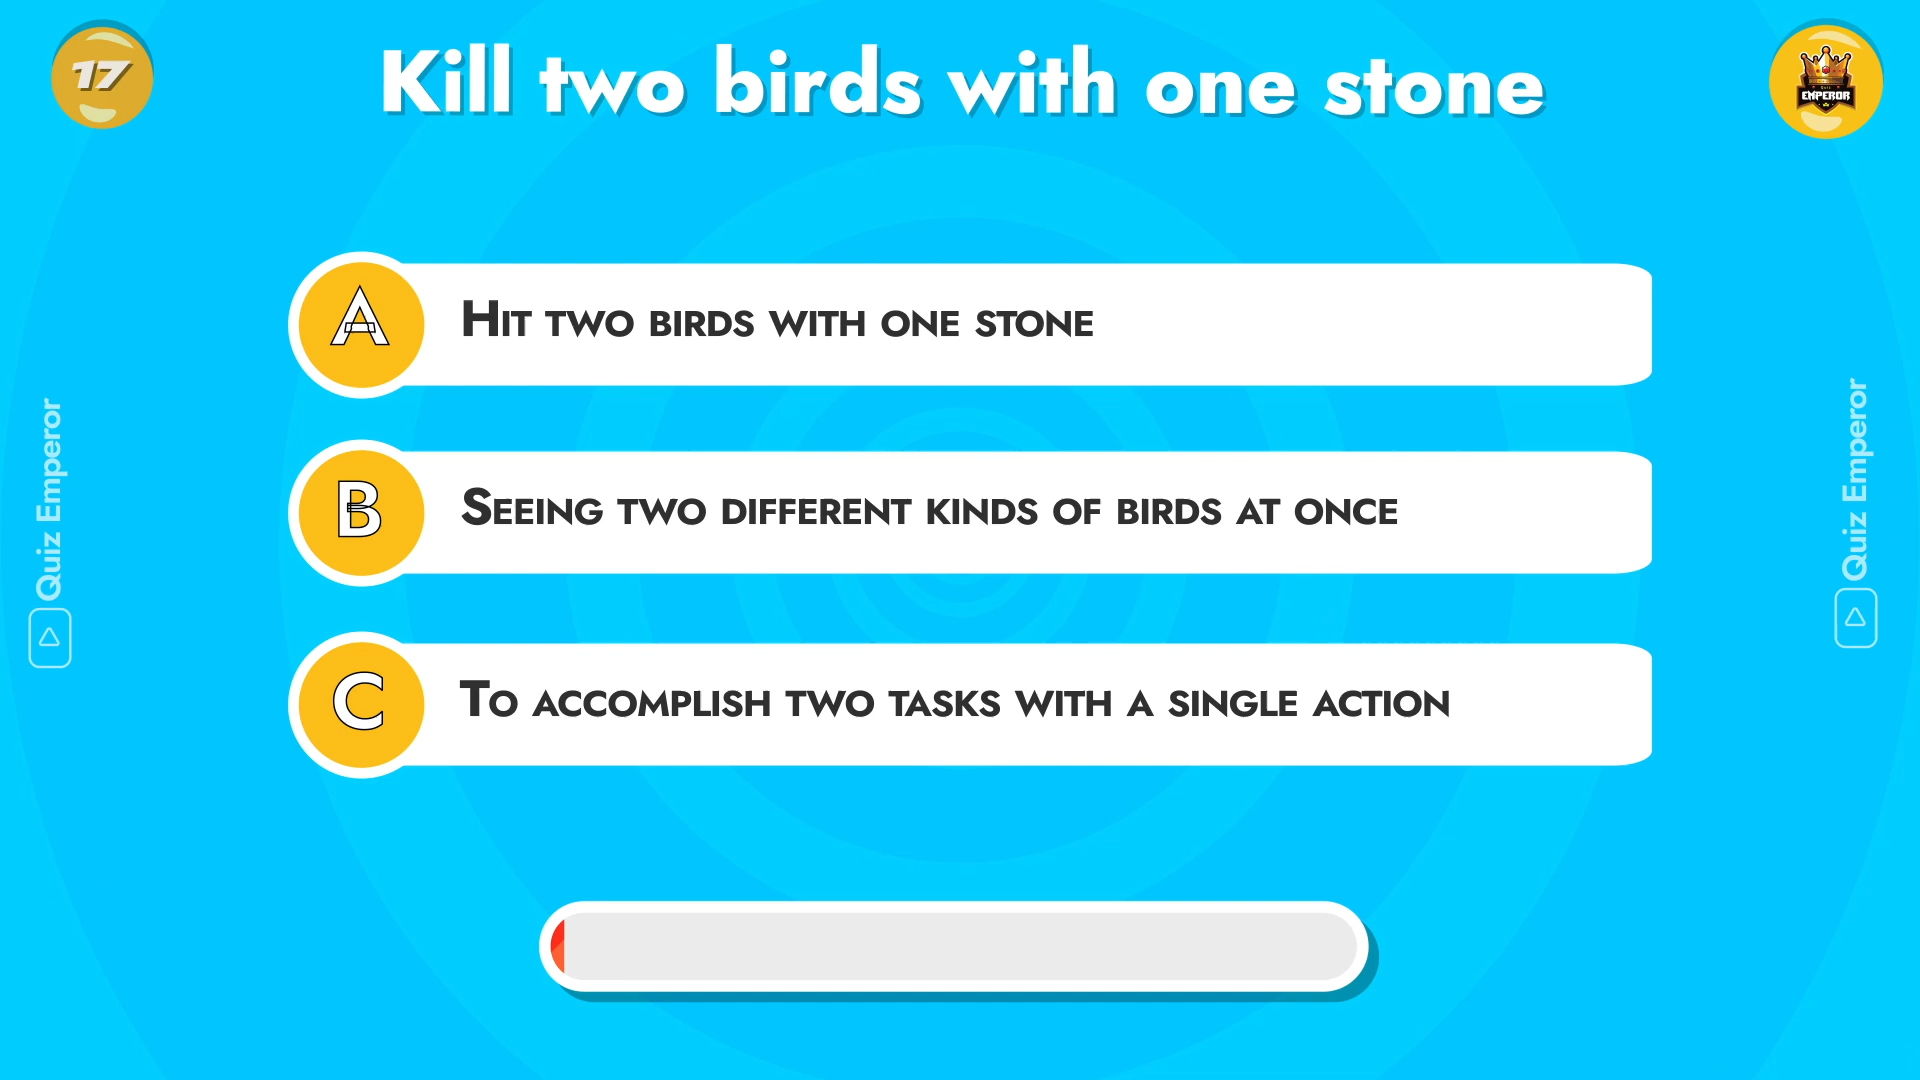 17
Kill two birds with one stone
EMPEROR
A
Hit two birds with one stone
B
Seeing two different kinds of birds at once
C
To accomplish two tasks with a single action
Quiz Emperor
Quiz Emperor